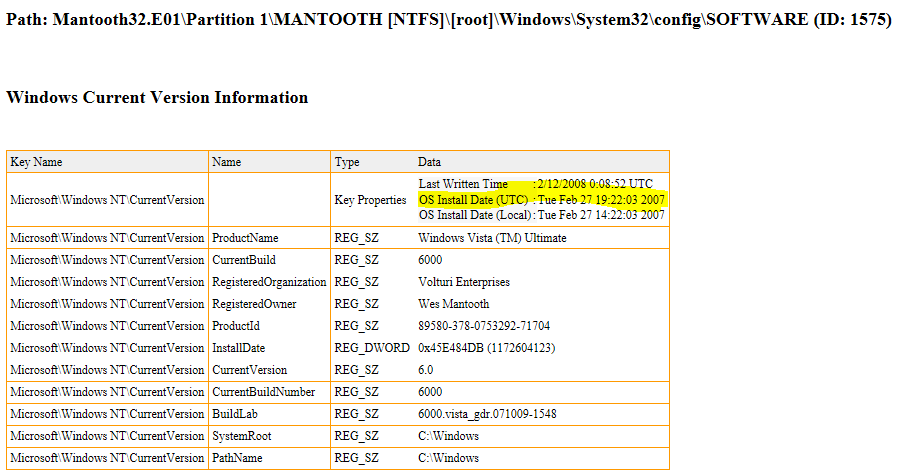 Path: Mantooth32.E01\Partition 1\MANTOOTH [NTFS]\[root]\Windows\System32\config\SOFTWARE (ID: 1575)
Windows Current Version Information
Key Name Name Type Data
Microsoft\Windows NT\CurrentVersion Key Properties Last Written Time : 2/12/2008 0:08:52 UTC
OS Install Date (UTC) : Tue Feb 27 19:22:03 2007
OS Install Date (Local) : Tue Feb 27 14:22:03 2007
Microsoft\Windows NT\CurrentVersion ProductName REG_SZ Windows Vista (TM) Ultimate
Microsoft\Windows NT\CurrentVersion CurrentBuild REG_SZ 6000
Microsoft\Windows NT\CurrentVersion RegisteredOrganization REG_SZ Volturi Enterprises
Microsoft\Windows NT\CurrentVersion RegisteredOwner REG_SZ Wes Mantooth
Microsoft\Windows NT\CurrentVersion ProductId REG_SZ 89580-378-0753292-71704
Microsoft\Windows NT\CurrentVersion InstallDate REG_DWORD 0x45E484DB (1172604123)
Microsoft\Windows NT\CurrentVersion CurrentVersion REG_SZ 6.0
Microsoft\Windows NT\CurrentVersion CurrentBuildNumber REG_SZ 6000
Microsoft\Windows NT\CurrentVersion BuildLab REG_SZ 6000.vista_gdr.071009-1548
Microsoft\Windows NT\CurrentVersion SystemRoot REG_SZ C:\Windows
Microsoft\Windows NT\CurrentVersion PathName REG_SZ C:\Windows